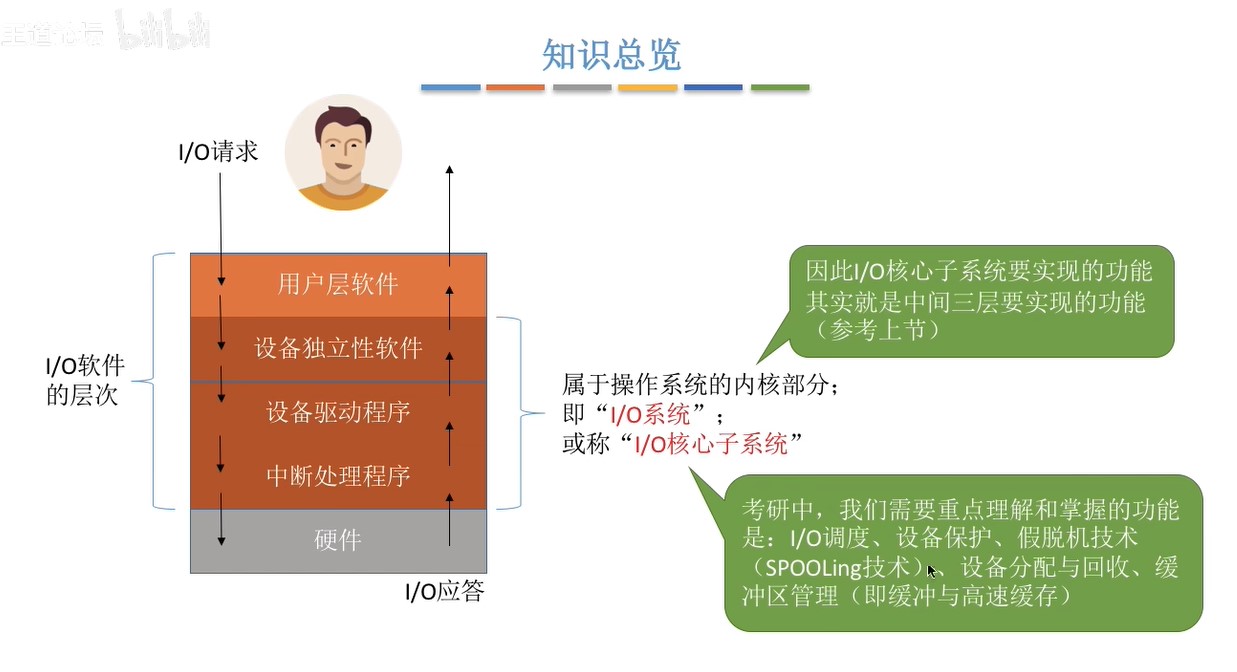 王道论坛 bilibili
知识总览
I/O请求
用户层软件
设备独立性软件
设备驱动程序
中断处理程序
硬件
I/O应答
I/O软件
的层次
因此I/O核心子系统要实现的功能
其实就是中间三层要实现的功能
（参考上节）
属于操作系统的内核部分；
即“I/O系统”；
或称“I/O核心子系统”
考研中，我们需要重点理解和掌握的功能
是：I/O调度、设备保护、假脱机技术
（SPOOLing技术）、设备分配与回收、缓
冲区管理（即缓冲与高速缓存）